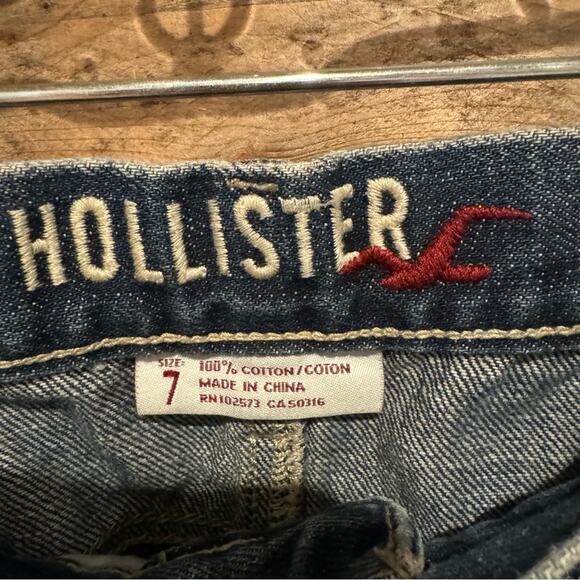 HOLLISTER
SIZE:
7
100% COTTON/COTON
MADE IN CHINA
RN102573 CA50316